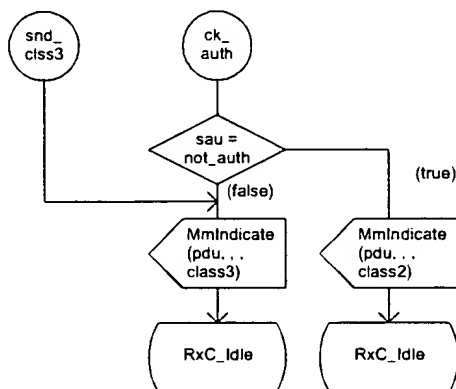 snd_
clss3
ck_
auth
sau =
not_auth
(false)
(true)
MmIndicate
(pdu, . .
class3)
MmIndicate
(pdu, . .
class2)
RxC_Idle
RxC_Idle